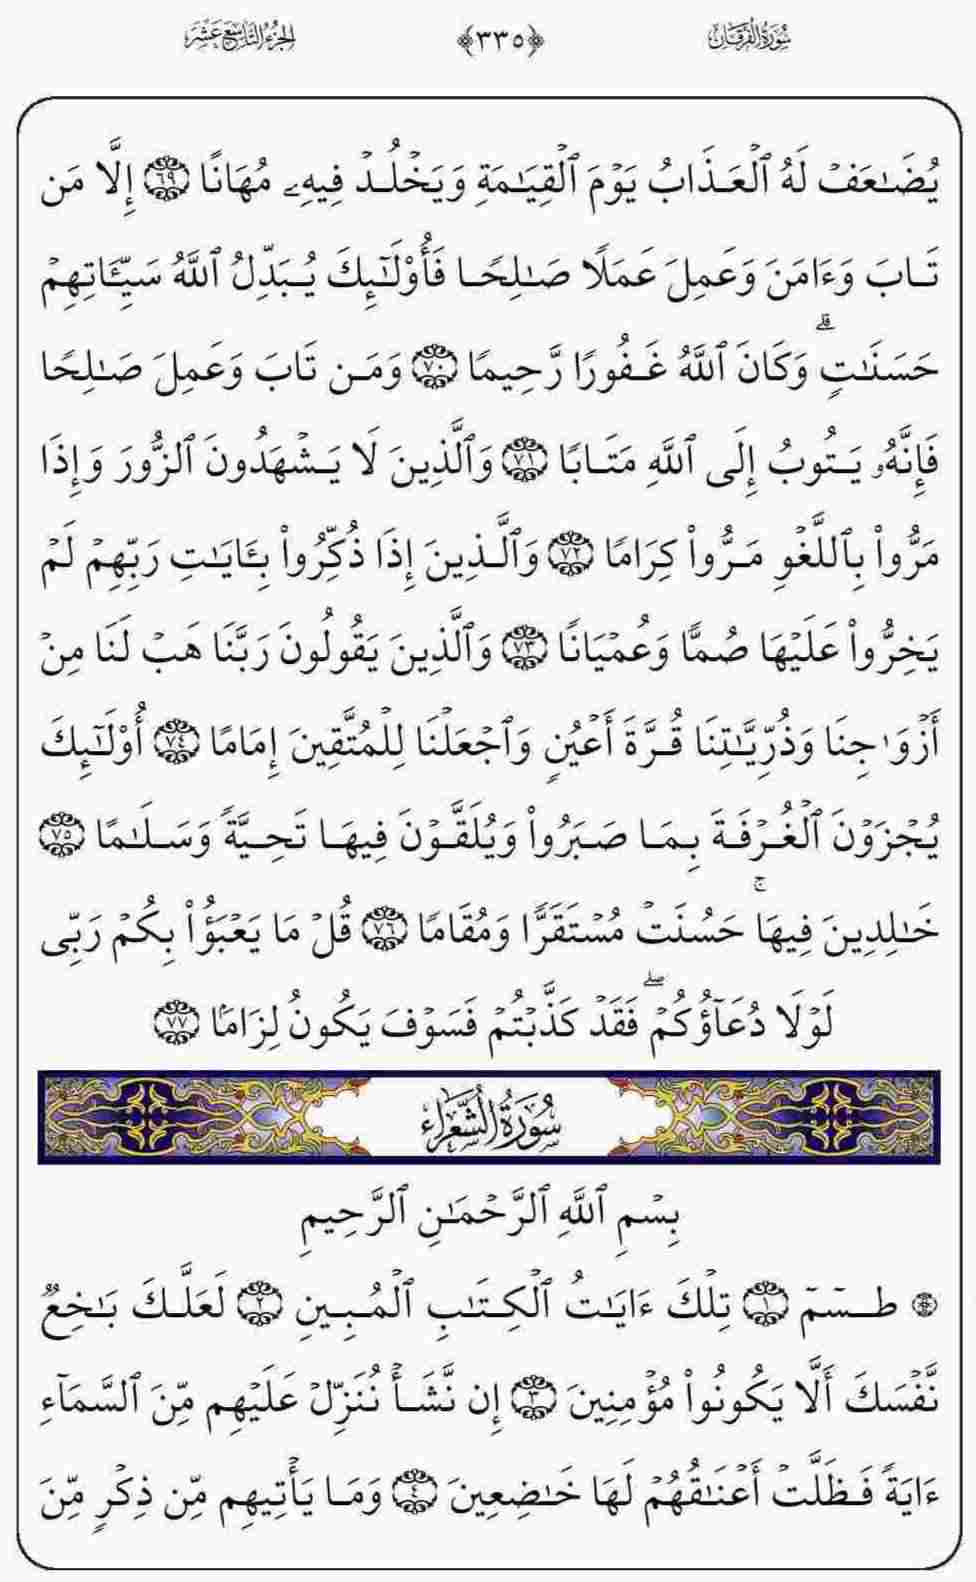 سُورَةُ الفُرْقَان ﴿٣٣٥﴾ الجُزْءُ التَّاسِعَ عَشَرَ
يُضَٰعَفۡ لَهُ ٱلۡعَذَابُ يَوۡمَ ٱلۡقِيَٰمَةِ وَيَخۡلُدۡ فِيهِۦ مُهَانًا ٦٩ إِلَّا مَن
تَابَ وَءَامَنَ وَعَمِلَ عَمَلًا صَٰلِحًا فَأُوْلَٰٓئِكَ يُبَدِّلُ ٱللَّهُ سَيِّـَٔاتِهِمۡ
حَسَنَٰتٖۗ وَكَانَ ٱللَّهُ غَفُورًا رَّحِيمًا ٧٠ وَمَن تَابَ وَعَمِلَ صَٰلِحًا
فَإِنَّهُۥ يَتُوبُ إِلَى ٱللَّهِ مَتَابًا ٧١ وَٱلَّذِينَ لَا يَشۡهَدُونَ ٱلزُّورَ وَإِذَا
مَرُّواْ بِٱللَّغۡوِ مَرُّواْ كِرَامًا ٧٢ وَٱلَّذِينَ إِذَا ذُكِّرُواْ بِـَٔايَٰتِ رَبِّهِمۡ لَمۡ
يَخِرُّواْ عَلَيۡهَا صُمًّا وَعُمۡيَانًا ٧٣ وَٱلَّذِينَ يَقُولُونَ رَبَّنَا هَبۡ لَنَا مِنۡ
أَزۡوَٰجِنَا وَذُرِّيَّٰتِنَا قُرَّةَ أَعۡيُنٖ وَٱجۡعَلۡنَا لِلۡمُتَّقِينَ إِمَامًا ٧٤ أُوْلَٰٓئِكَ
يُجۡزَوۡنَ ٱلۡغُرۡفَةَ بِمَا صَبَرُواْ وَيُلَقَّوۡنَ فِيهَا تَحِيَّةٗ وَسَلَٰمًا ٧٥
خَٰلِدِينَ فِيهَاۚ حَسُنَتۡ مُسۡتَقَرًّا وَمُقَامًا ٧٦ قُلۡ مَا يَعۡبَؤُاْ بِكُمۡ رَبِّي
لَوۡلَا دُعَآؤُكُمۡۖ فَقَدۡ كَذَّبۡتُمۡ فَسَوۡفَ يَكُونُ لِزَامَۢا ٧٧
سُورَةُ الشُّعَرَاءِ
بِسۡمِ ٱللَّهِ ٱلرَّحۡمَٰنِ ٱلرَّحِيمِ
۞ طسٓمٓ ١ تِلۡكَ ءَايَٰتُ ٱلۡكِتَٰبِ ٱلۡمُبِينِ ٢ لَعَلَّكَ بَٰخِعٞ
نَّفۡسَكَ أَلَّا يَكُونُواْ مُؤۡمِنِينَ ٣ إِن نَّشَأۡ نُنَزِّلۡ عَلَيۡهِم مِّنَ ٱلسَّمَآءِ
ءَايَةٗ فَظَلَّتۡ أَعۡنَٰقُهُمۡ لَهَا خَٰضِعِينَ ٤ وَمَا يَأۡتِيهِم مِّن ذِكۡرٖ مِّنَ